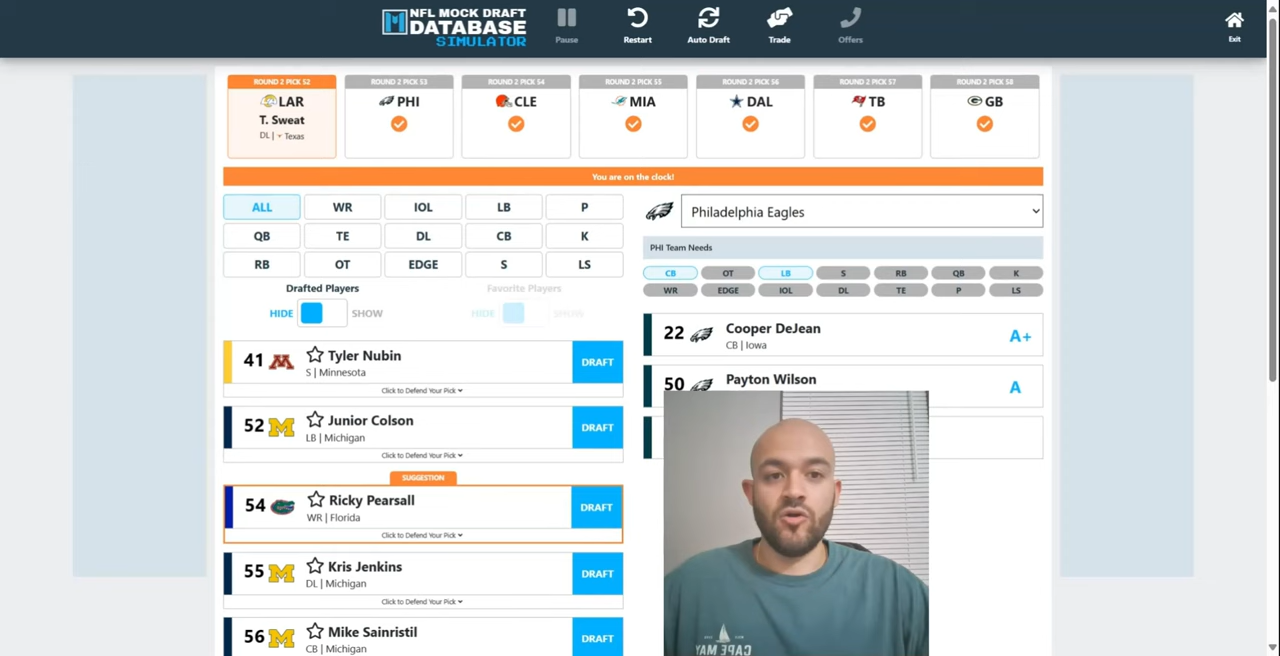 NFL MOCK DRAFT
DATABASE
SIMULATOR
Pause
Restart
Auto Draft
Trade
Offers
Exit
ROUND 2 PICK 52
LAR
T. Sweat
DL | Texas
ROUND 2 PICK 53
PHI
ROUND 2 PICK 54
CLE
ROUND 2 PICK 55
MIA
ROUND 2 PICK 56
DAL
ROUND 2 PICK 57
TB
ROUND 2 PICK 58
GB
You are on the clock!
ALL WR IOL LB P
QB TE DL CB K
RB OT EDGE S LS
Drafted Players
HIDE SHOW
Favorite Players
HIDE SHOW
41 Tyler Nubin
S | Minnesota
DRAFT
Click to Defend Your Pick
52 Junior Colson
LB | Michigan
DRAFT
Click to Defend Your Pick
SUGGESTION
54 Ricky Pearsall
WR | Florida
DRAFT
Click to Defend Your Pick
55 Kris Jenkins
DL | Michigan
DRAFT
Click to Defend Your Pick
56 Mike Sainristil
CB | Michigan
DRAFT
Philadelphia Eagles
PHI Team Needs
CB OT LB S RB QB K
WR EDGE IOL DL TE P LS
22 Cooper DeJean
CB | Iowa
A+
50 Payton Wilson
A
CAPE MAY